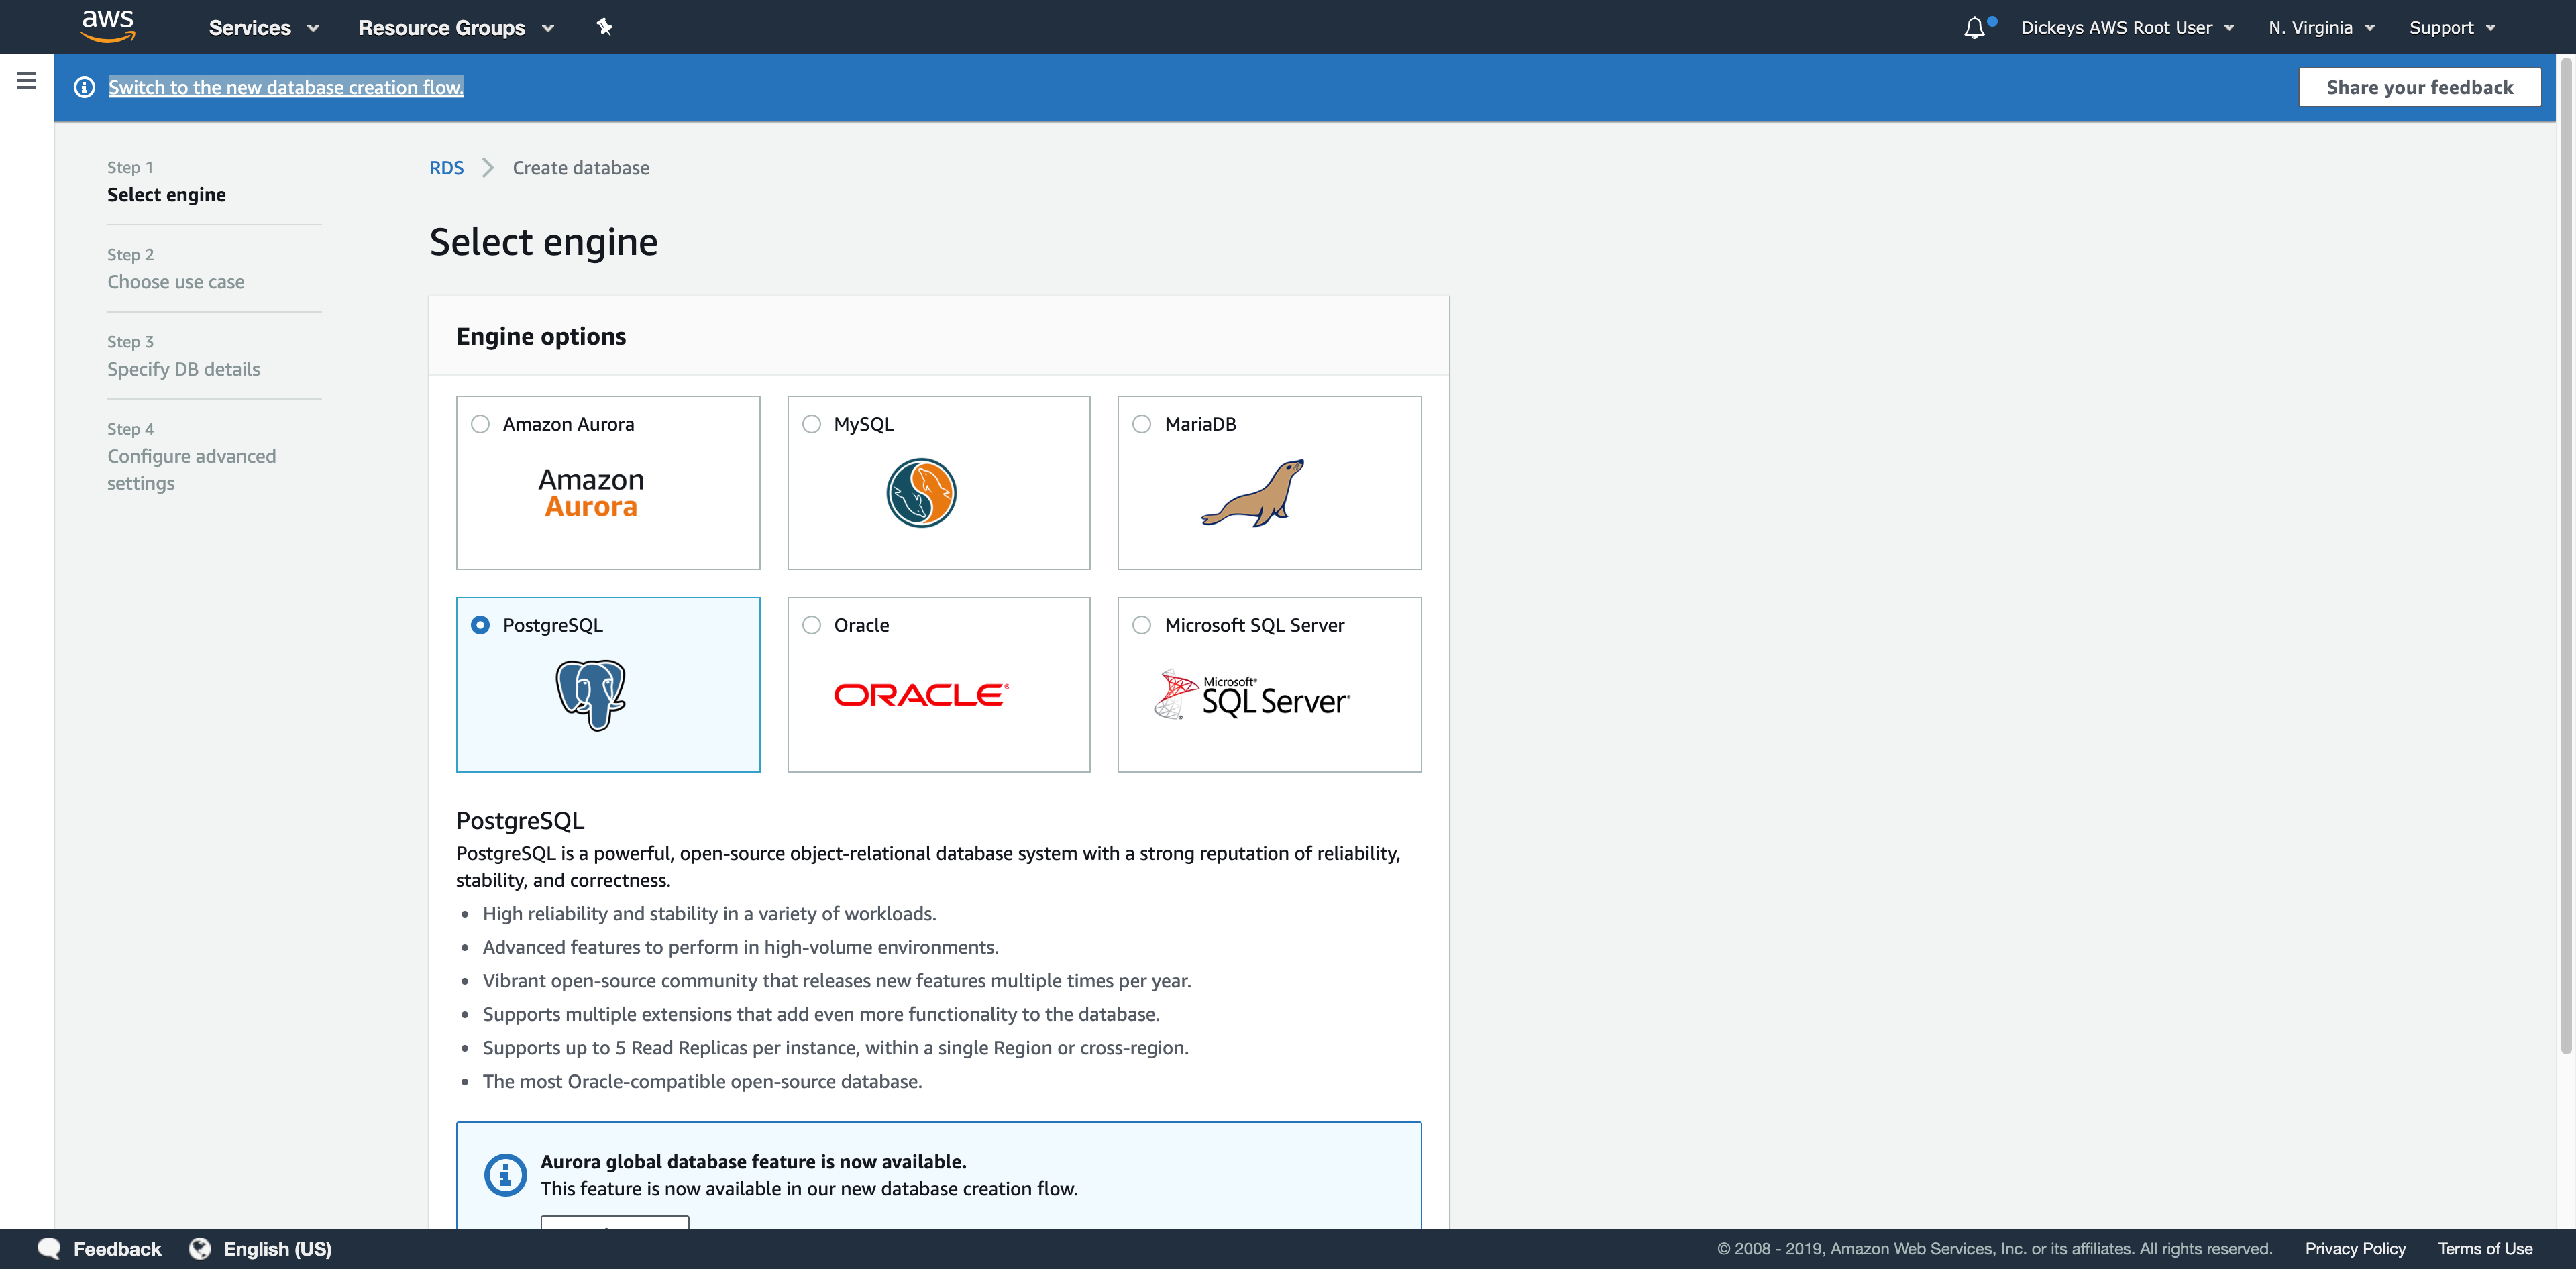 aws
Services
Resource Groups
Dickeys AWS Root User
N. Virginia
Support
Switch to the new database creation flow.
Share your feedback
Step 1
Select engine
Step 2
Choose use case
Step 3
Specify DB details
Step 4
Configure advanced
settings
RDS
Create database
Select engine
Engine options
Amazon Aurora
Amazon
Aurora
MySQL
MariaDB
PostgreSQL
Oracle
ORACLE®
Microsoft SQL Server
Microsoft®
SQL Server®
PostgreSQL
PostgreSQL is a powerful, open-source object-relational database system with a strong reputation of reliability,
stability, and correctness.
• High reliability and stability in a variety of workloads.
• Advanced features to perform in high-volume environments.
• Vibrant open-source community that releases new features multiple times per year.
• Supports multiple extensions that add even more functionality to the database.
• Supports up to 5 Read Replicas per instance, within a single Region or cross-region.
• The most Oracle-compatible open-source database.
Aurora global database feature is now available.
This feature is now available in our new database creation flow.
Feedback
English (US)
© 2008 - 2019, Amazon Web Services, Inc. or its affiliates. All rights reserved.
Privacy Policy
Terms of Use